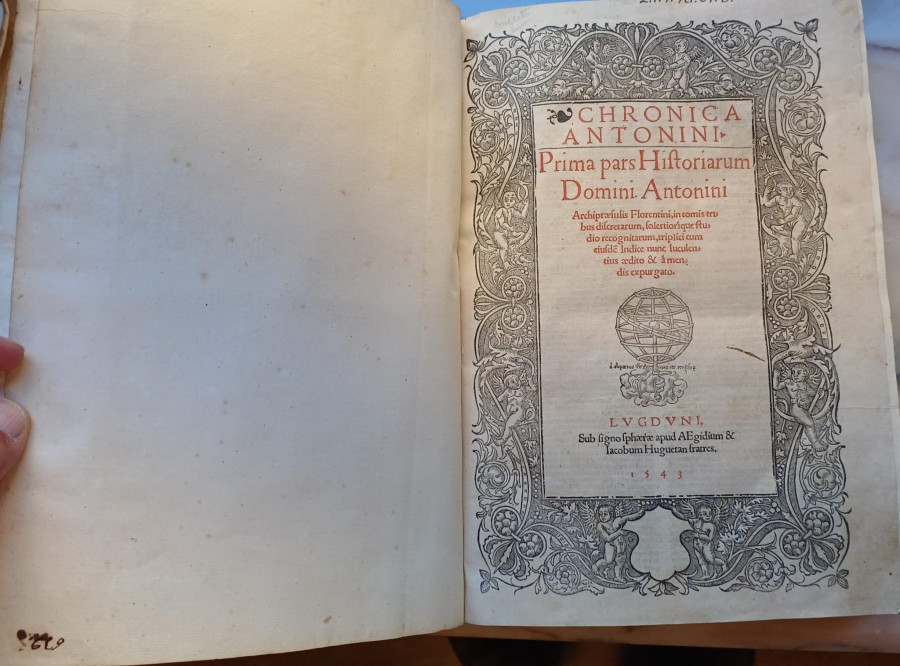 CHRONICA
ANTONINI
Prima pars Historiarum
Domini. Antonini
Archipræsulis Florentini, in tomis tri-
bus discretarum, solertioriq́ue stu-
dio recognitarum, triplici cum
eiusdẽ Indice nunc luculen-
tius ædito & à men-
dis expurgato.
LVGDVNI,
Sub signo sphæræ apud AEgidium &
Iacobum Huguetan fratres.
1543